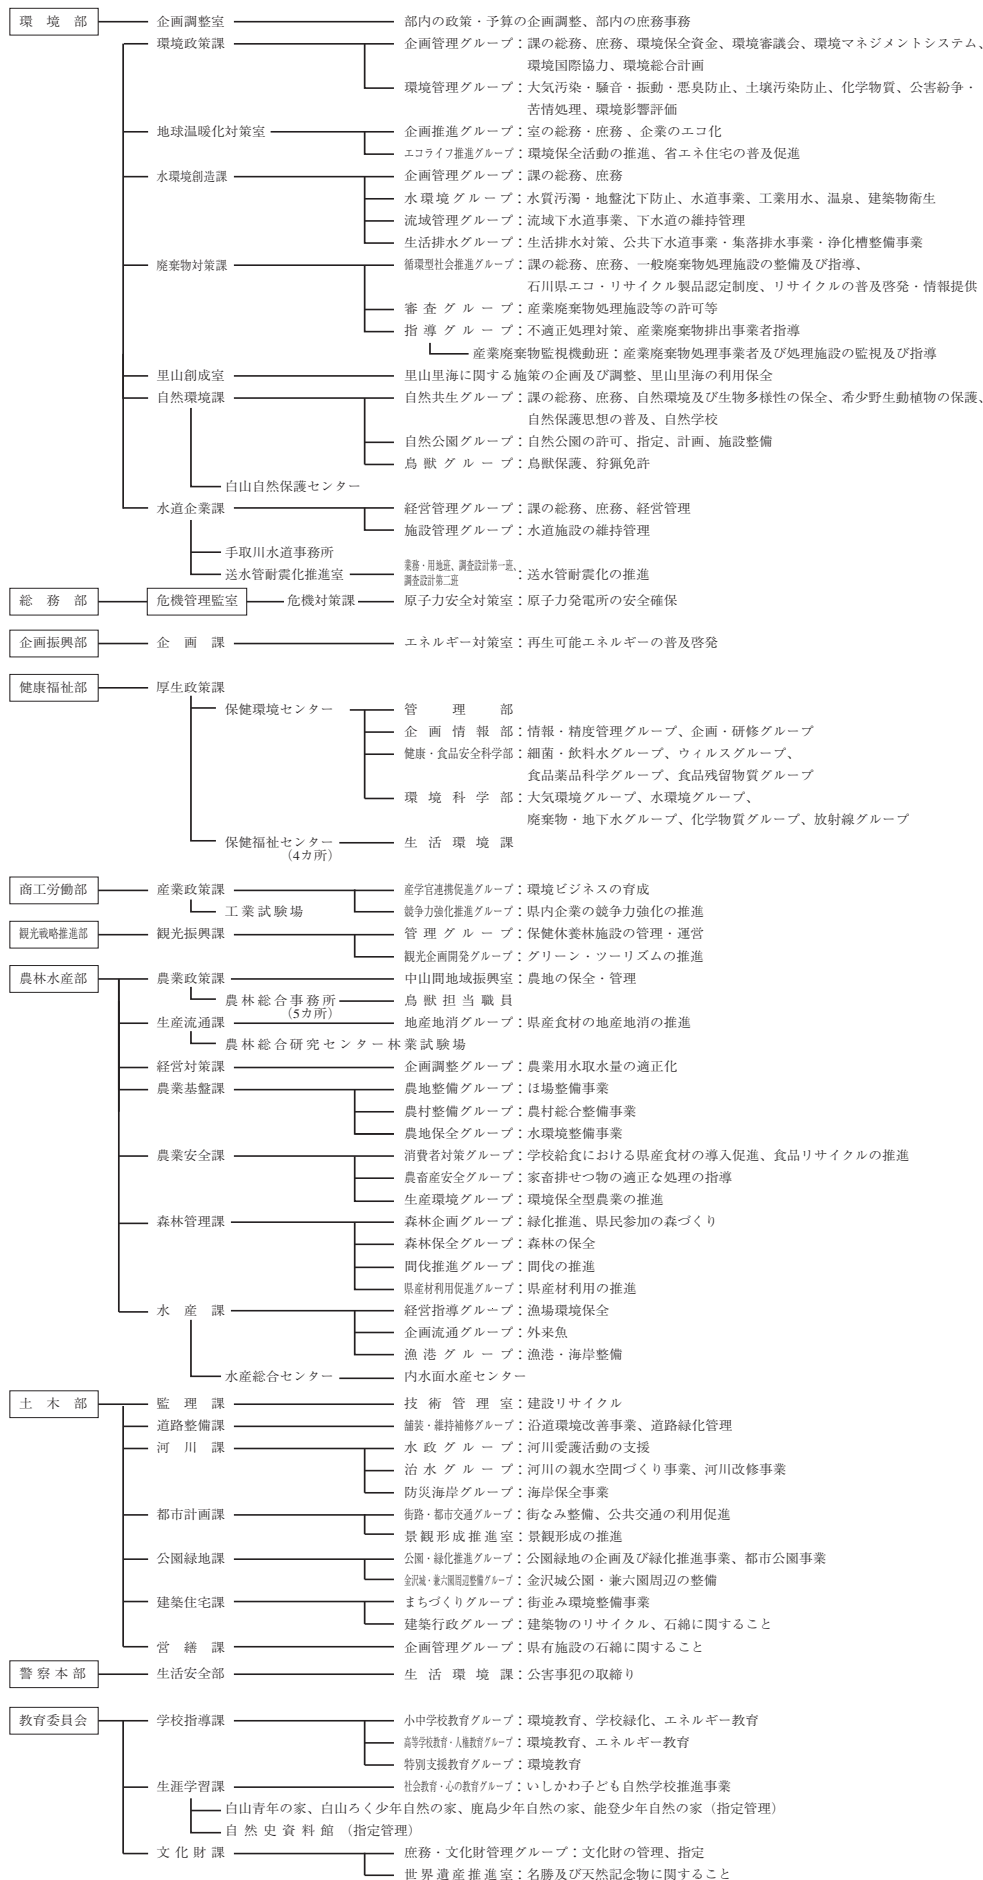 環境部 企画調整室 部内の政策・予算の企画調整、部内の庶務事務
環境政策課 企画管理グループ：課の総務、庶務、環境保全資金、環境審議会、環境マネジメントシステム、
環境国際協力、環境総合計画
環境管理グループ：大気汚染・騒音・振動・悪臭防止、土壌汚染防止、化学物質、公害紛争・
苦情処理、環境影響評価
地球温暖化対策室 企画推進グループ：室の総務・庶務、企業のエコ化
エコライフ推進グループ：環境保全活動の推進、省エネ住宅の普及促進
水環境創造課 企画管理グループ：課の総務、庶務
水環境グループ：水質汚濁・地盤沈下防止、水道事業、工業用水、温泉、建築物衛生
流域管理グループ：流域下水道事業、下水道の維持管理
生活排水グループ：生活排水対策、公共下水道事業・集落排水事業・浄化槽整備事業
廃棄物対策課 循環型社会推進グループ：課の総務、庶務、一般廃棄物処理施設の整備及び指導、
石川県エコ・リサイクル製品認定制度、リサイクルの普及啓発・情報提供
審査グループ：産業廃棄物処理施設等の許可等
指導グループ：不適正処理対策、産業廃棄物排出事業者指導
産業廃棄物監視機動班：産業廃棄物処理事業者及び処理施設の監視及び指導
里山創成室 里山里海に関する施策の企画及び調整、里山里海の利用保全
自然環境課 自然共生グループ：課の総務、庶務、自然環境及び生物多様性の保全、希少野生動植物の保護、
自然保護思想の普及、自然学校
自然公園グループ：自然公園の許可、指定、計画、施設整備
鳥獣グループ：鳥獣保護、狩猟免許
白山自然保護センター
水道企業課 経営管理グループ：課の総務、庶務、経営管理
施設管理グループ：水道施設の維持管理
手取川水道事務所
送水管耐震化推進室 業務・用地班、調査設計第一班、調査設計第二班：送水管耐震化の推進
総務部 危機管理監室 危機対策課 原子力安全対策室：原子力発電所の安全確保
企画振興部 企画課 エネルギー対策室：再生可能エネルギーの普及啓発
健康福祉部 厚生政策課
保健環境センター 管理部
企画情報部：情報・精度管理グループ、企画・研修グループ
健康・食品安全科学部：細菌・飲料水グループ、ウィルスグループ、
食品薬品科学グループ、食品残留物質グループ
環境科学部：大気環境グループ、水環境グループ、
廃棄物・地下水グループ、化学物質グループ、放射線グループ
保健福祉センター 生活環境課
（4カ所）
商工労働部 産業政策課 産学官連携促進グループ：環境ビジネスの育成
工業試験場 競争力強化推進グループ：県内企業の競争力強化の推進
観光戦略推進部 観光振興課 管理グループ：保健休養林施設の管理・運営
観光企画開発グループ：グリーン・ツーリズムの推進
農林水産部 農業政策課 中山間地域振興室：農地の保全・管理
農林総合事務所 鳥獣担当職員
（5カ所）
生産流通課 地産地消グループ：県産食材の地産地消の推進
農林総合研究センター林業試験場
経営対策課 企画調整グループ：農業用水取水量の適正化
農業基盤課 農地整備グループ：ほ場整備事業
農村整備グループ：農村総合整備事業
農地保全グループ：水環境整備事業
農業安全課 消費者対策グループ：学校給食における県産食材の導入促進、食品リサイクルの推進
農畜産安全グループ：家畜排せつ物の適正な処理の指導
生産環境グループ：環境保全型農業の推進
森林管理課 森林企画グループ：緑化推進、県民参加の森づくり
森林保全グループ：森林の保全
間伐推進グループ：間伐の推進
県産材利用促進グループ：県産材利用の推進
水産課 経営指導グループ：漁場環境保全
企画流通グループ：外来魚
漁港グループ：漁港・海岸整備
水産総合センター 内水面水産センター
土木部 監理課 技術管理室：建設リサイクル
道路整備課 舗装・維持補修グループ：沿道環境改善事業、道路緑化管理
河川課 水政グループ：河川愛護活動の支援
治水グループ：河川の親水空間づくり事業、河川改修事業
防災海岸グループ：海岸保全事業
都市計画課 街路・都市交通グループ：街なみ整備、公共交通の利用促進
景観形成推進室：景観形成の推進
公園緑地課 公園・緑化推進グループ：公園緑地の企画及び緑化推進事業、都市公園事業
金沢城・兼六園周辺整備グループ：金沢城公園・兼六園周辺の整備
建築住宅課 まちづくりグループ：街並み環境整備事業
建築行政グループ：建築物のリサイクル、石綿に関すること
営繕課 企画管理グループ：県有施設の石綿に関すること
警察本部 生活安全部 生活環境課：公害事犯の取締り
教育委員会 学校指導課 小中学校教育グループ：環境教育、学校緑化、エネルギー教育
高等学校教育・人権教育グループ：環境教育、エネルギー教育
特別支援教育グループ：環境教育
生涯学習課 社会教育・心の教育グループ：いしかわ子ども自然学校推進事業
白山青年の家、白山ろく少年自然の家、鹿島少年自然の家、能登少年自然の家（指定管理）
自然史資料館（指定管理）
文化財課 庶務・文化財管理グループ：文化財の管理、指定
世界遺産推進室：名勝及び天然記念物に関すること